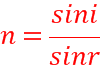 n = sini / sinr